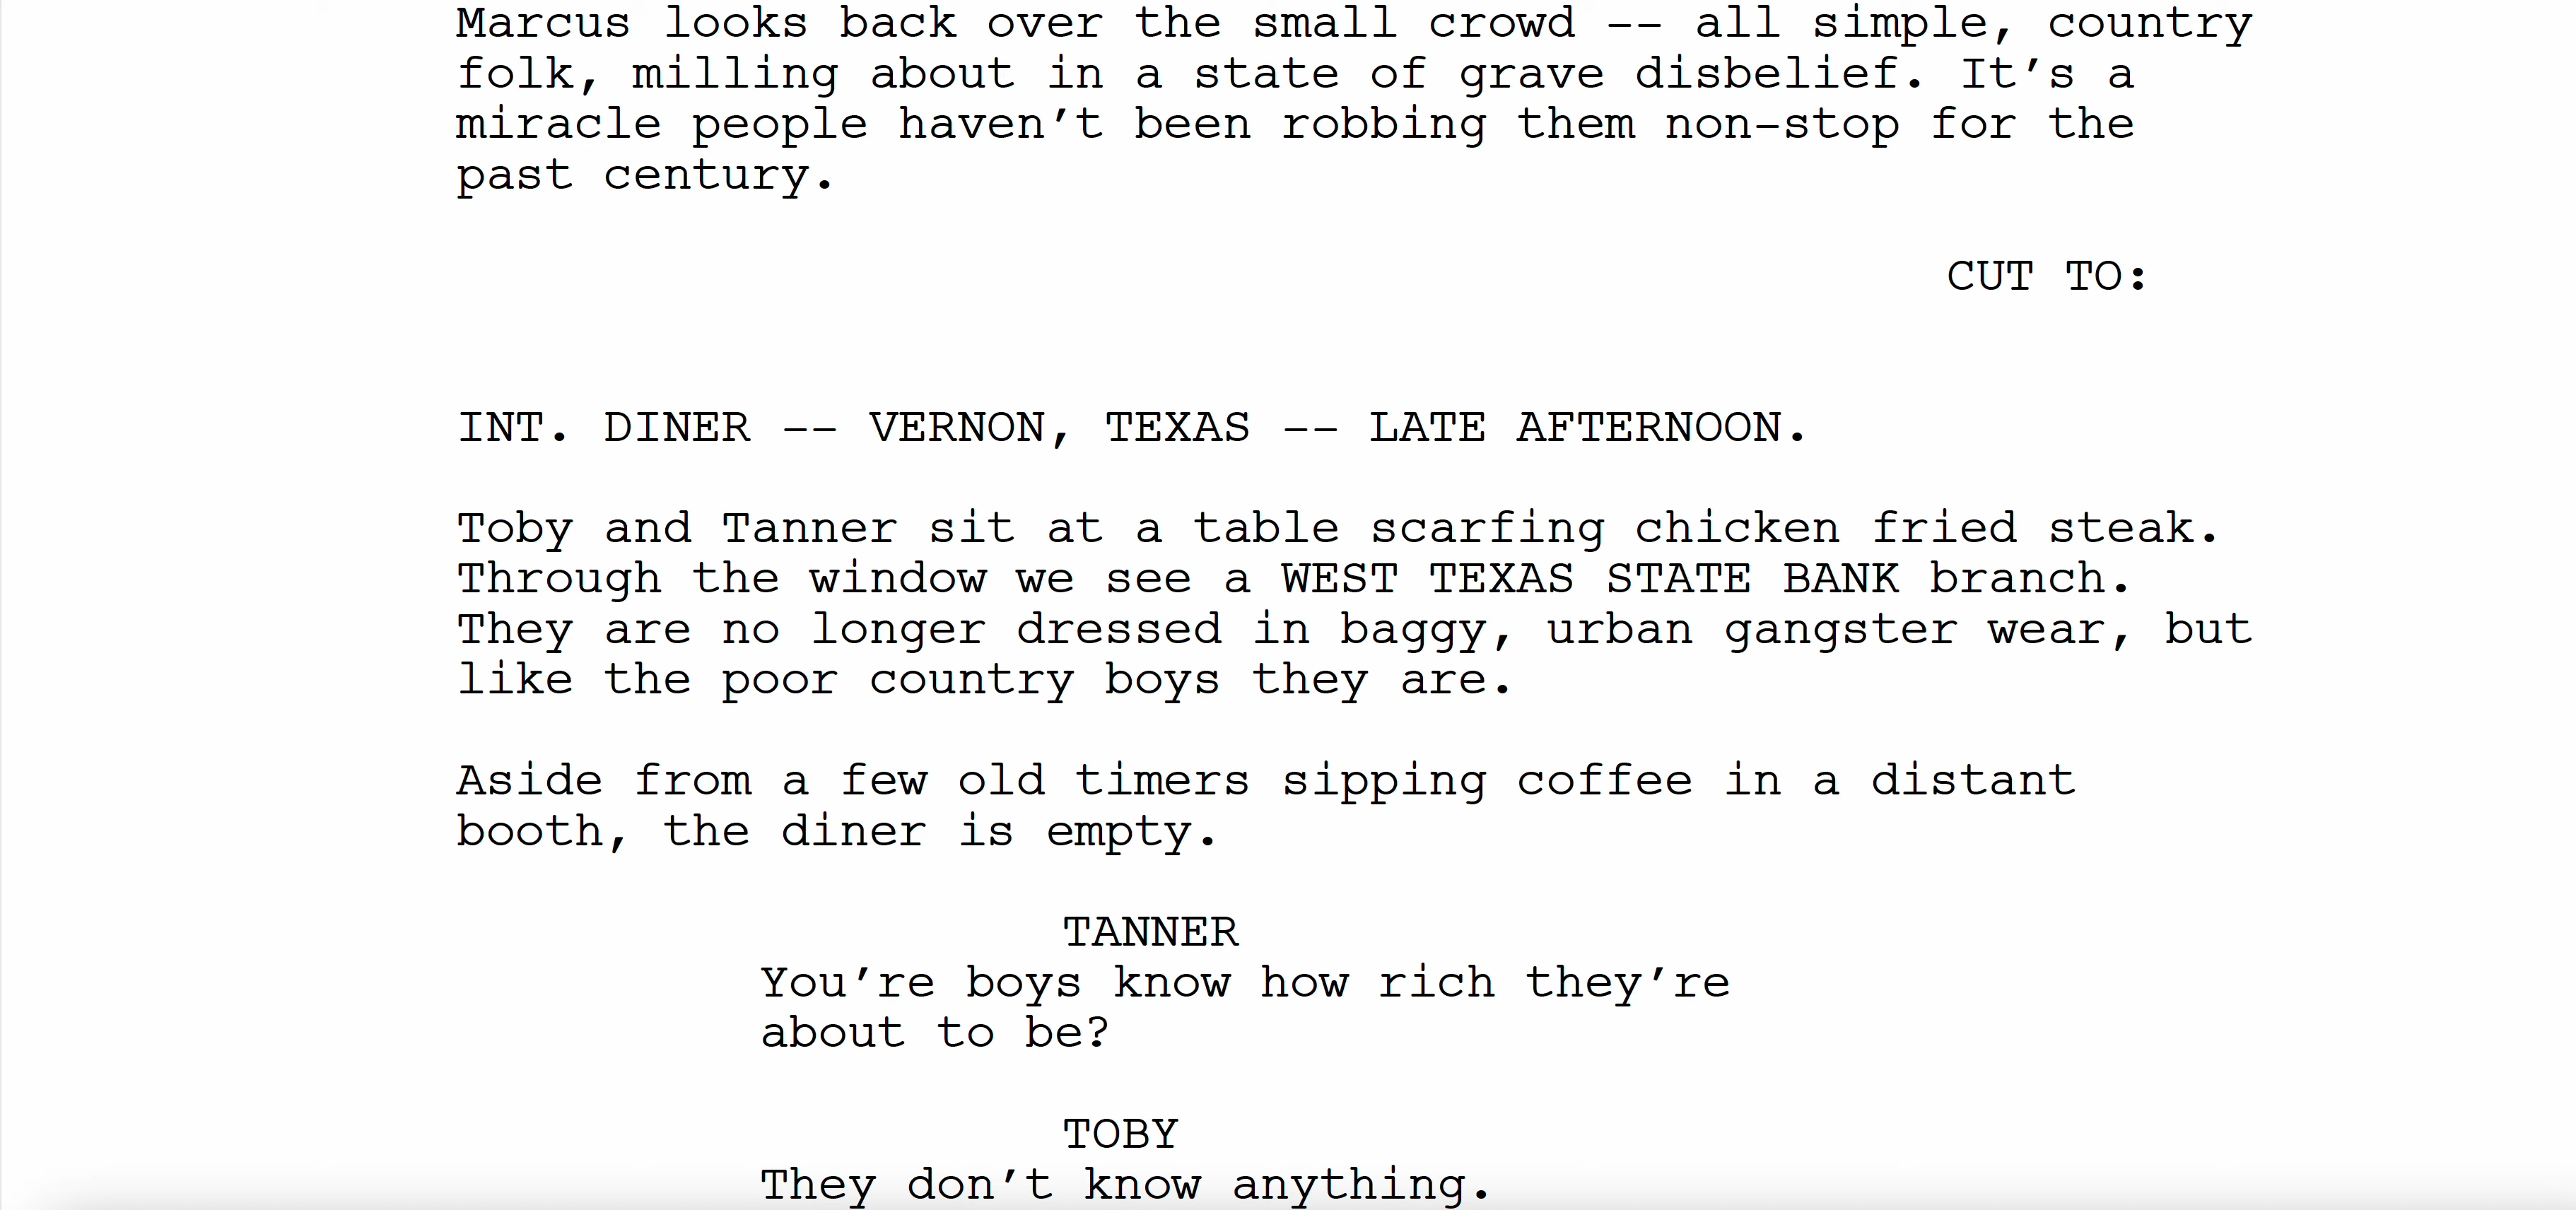 Marcus looks back over the small crowd -- all simple, country
folk, milling about in a state of grave disbelief. It’s a
miracle people haven’t been robbing them non-stop for the
past century.
CUT TO:
INT. DINER -- VERNON, TEXAS -- LATE AFTERNOON.
Toby and Tanner sit at a table scarfing chicken fried steak.
Through the window we see a WEST TEXAS STATE BANK branch.
They are no longer dressed in baggy, urban gangster wear, but
like the poor country boys they are.
Aside from a few old timers sipping coffee in a distant
booth, the diner is empty.
TANNER
You’re boys know how rich they’re
about to be?
TOBY
They don’t know anything.